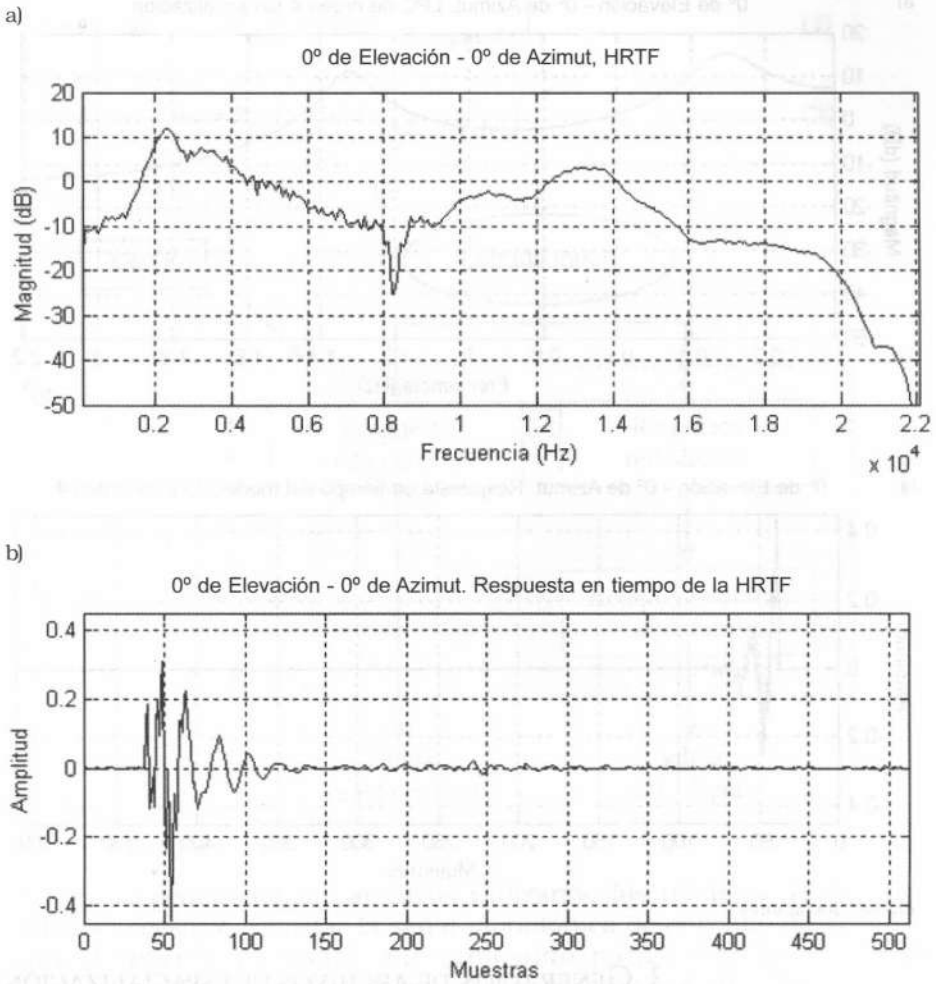 a)
0º de Elevación - 0º de Azimut, HRTF
20
10
0
-10
-20
-30
-40
-50
Magnitud (dB)
0.2 0.4 0.6 0.8 1.0 1.2 1.4 1.6 1.8 20 2.2
Frecuencia (Hz)
x 10⁴
b)
0º de Elevación - 0º de Azimut. Respuesta en tiempo de la HRTF
0.4
0.2
0
-0.2
-0.4
Amplitud
0 50 100 150 200 250 300 350 400 450 500
Muestras